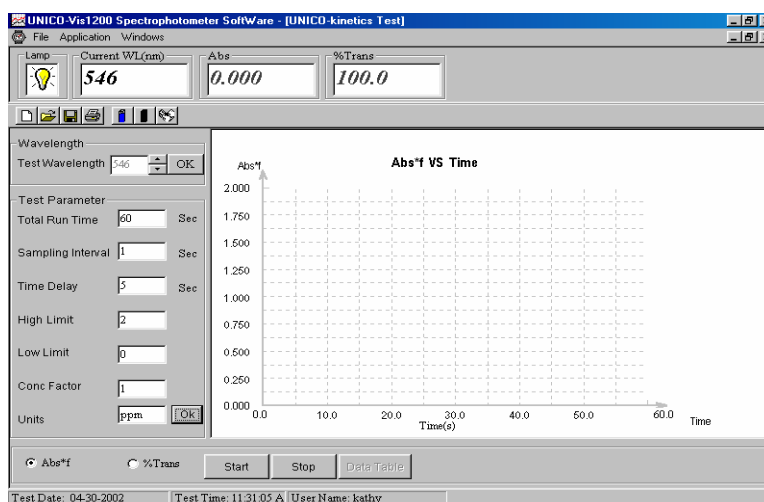 UNICO-Vis1200 Spectrophotometer SoftWare - [UNICO-kinetics Test]
File Application Windows
Lamp Current WL(nm) Abs %Trans
546 0.000 100.0
Wavelength
Test Wavelength 546 OK
Test Parameter
Total Run Time 60 Sec
Sampling Interval 1 Sec
Time Delay 5 Sec
High Limit 2
Low Limit 0
Conc Factor 1
Units ppm Ok
Abs*f VS Time
Abs*f
2.000
1.750
1.500
1.250
1.000
0.750
0.500
0.250
0.000
0.0 10.0 20.0 30.0 40.0 50.0 60.0
Time(s) Time
Abs*f %Trans Start Stop Data Table
Test Date: 04-30-2002 Test Time: 11:31:05 A User Name: kathy